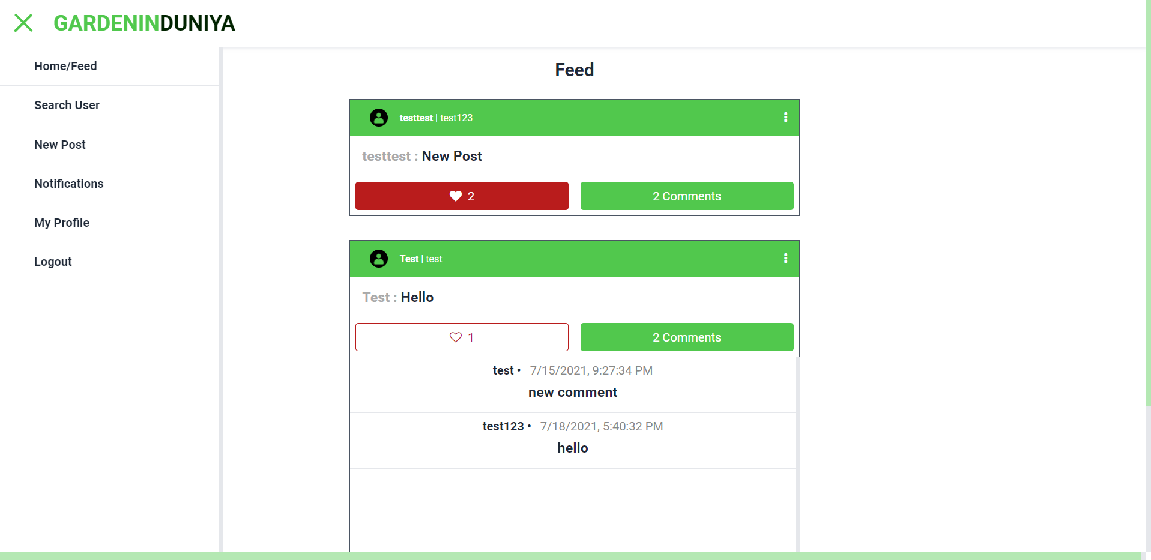 GARDENINDUNIYA
Home/Feed
Search User
New Post
Notifications
My Profile
Logout
Feed
testtest | test123
testtest : New Post
2
2 Comments
Test | test
Test : Hello
1
2 Comments
test • 7/15/2021, 9:27:34 PM
new comment
test123 • 7/18/2021, 5:40:32 PM
hello